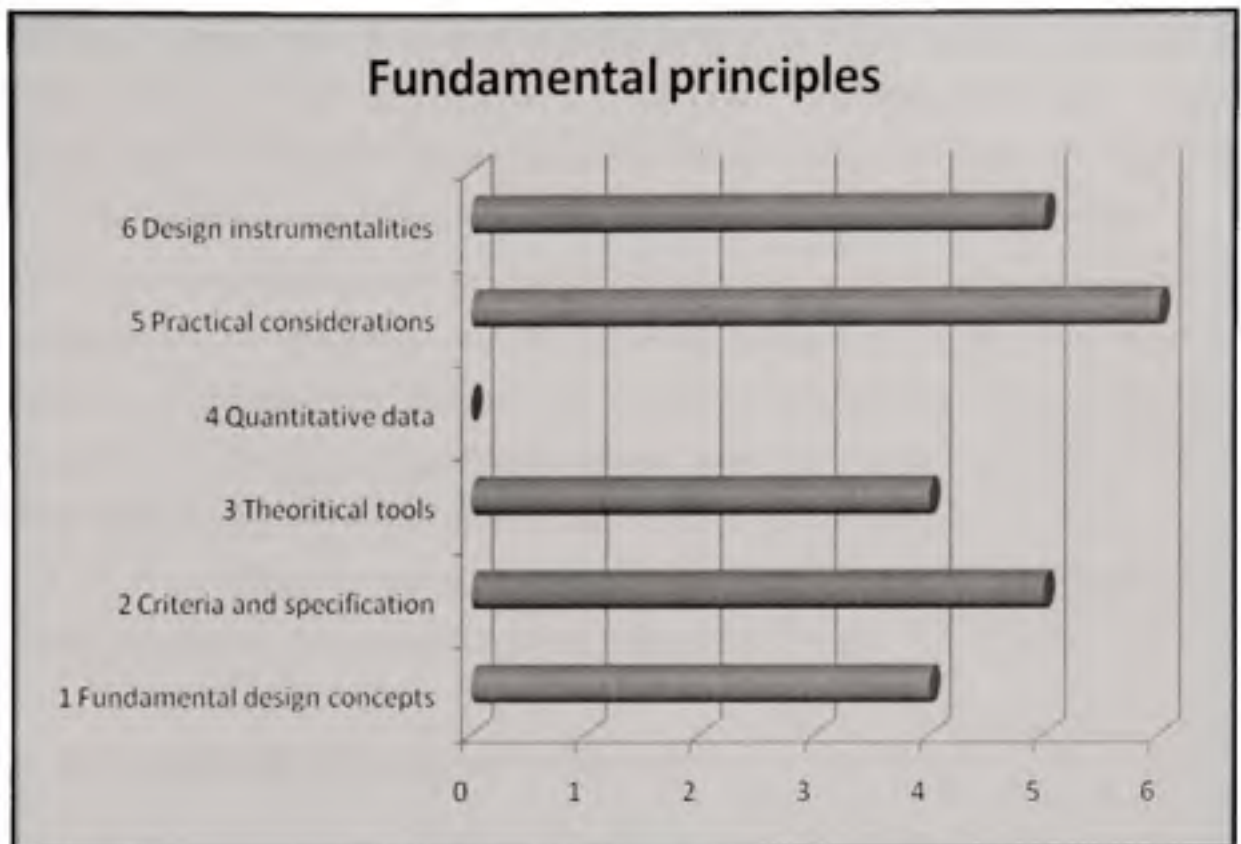 Fundamental principles
6 Design instrumentalities
5 Practical considerations
4 Quantitative data
3 Theoritical tools
2 Criteria and specification
1 Fundamental design concepts
0 1 2 3 4 5 6